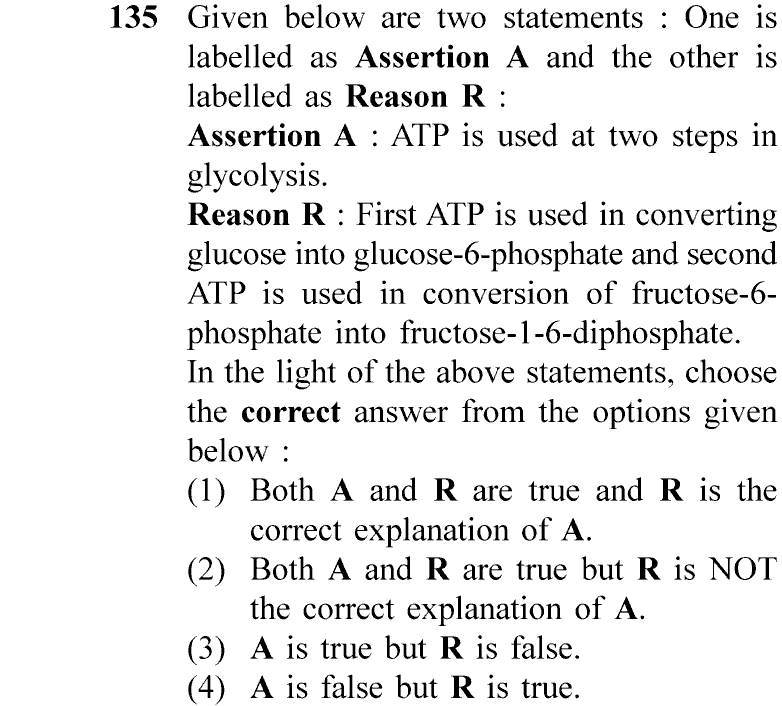 135 Given below are two statements : One is
labelled as Assertion A and the other is
labelled as Reason R :
Assertion A : ATP is used at two steps in
glycolysis.
Reason R : First ATP is used in converting
glucose into glucose-6-phosphate and second
ATP is used in conversion of fructose-6-
phosphate into fructose-1-6-diphosphate.
In the light of the above statements, choose
the correct answer from the options given
below :
(1) Both A and R are true and R is the
correct explanation of A.
(2) Both A and R are true but R is NOT
the correct explanation of A.
(3) A is true but R is false.
(4) A is false but R is true.